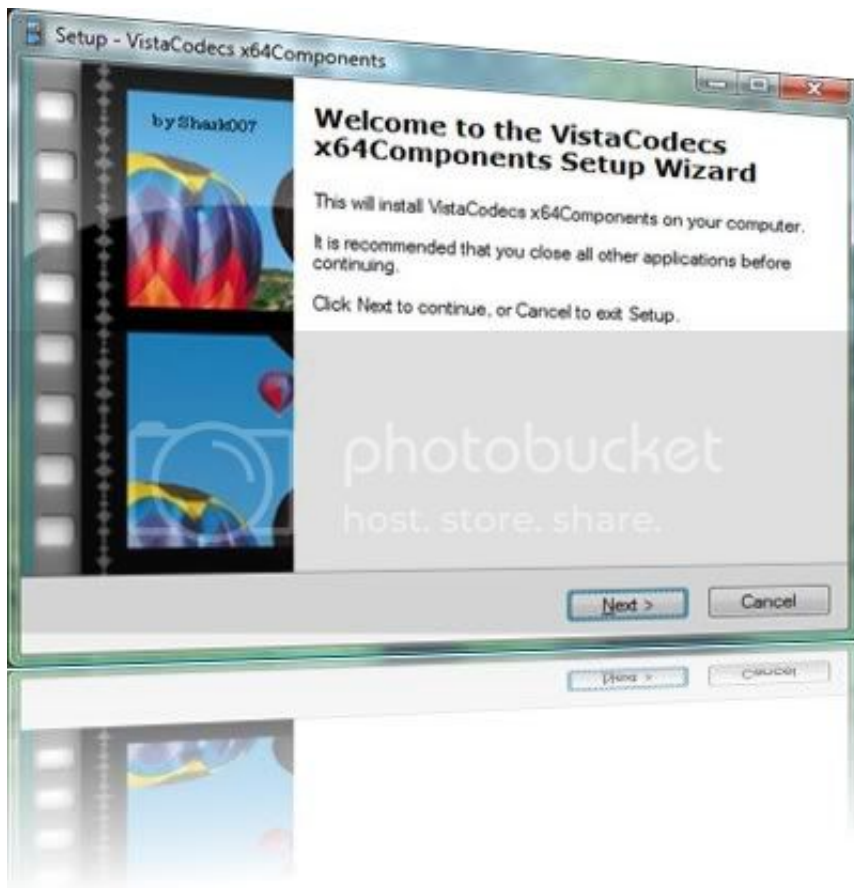 Setup - VistaCodecs x64Components
by Shark007
Welcome to the VistaCodecs
x64Components Setup Wizard
This will install VistaCodecs x64Components on your computer.
It is recommended that you close all other applications before
continuing.
Click Next to continue, or Cancel to exit Setup.
photobucket
host. store. share.
Next >
Cancel
Next >
Cancel